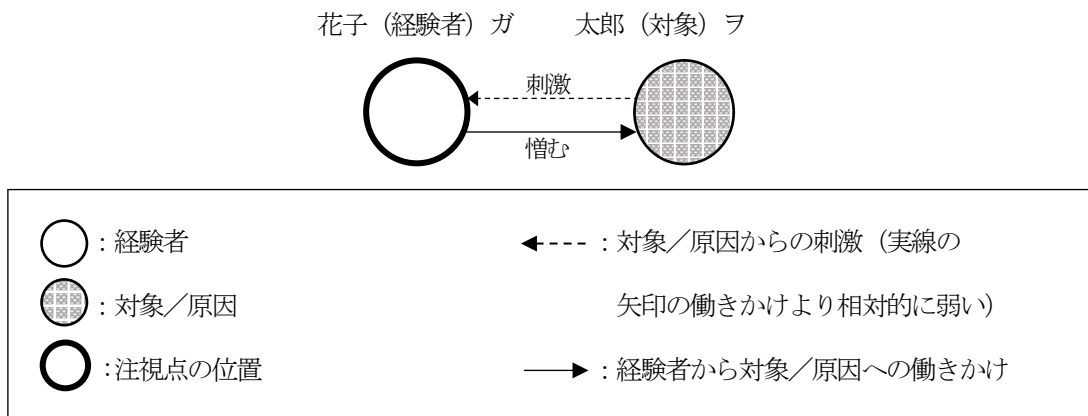 花子（経験者）ガ　太郎（対象）ヲ
刺激
憎む
：経験者
：対象／原因
：注視点の位置
：対象／原因からの刺激（実線の
矢印の働きかけより相対的に弱い）
：経験者から対象／原因への働きかけ